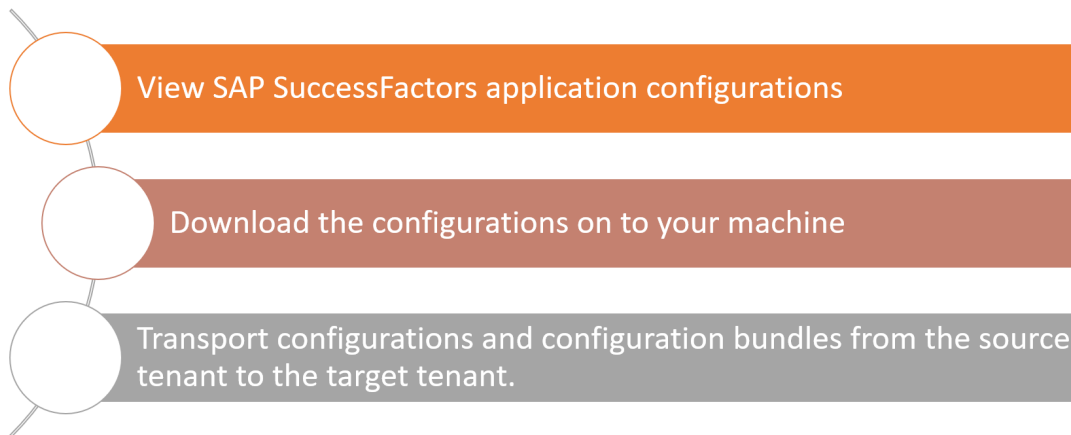 View SAP SuccessFactors application configurations
Download the configurations on to your machine
Transport configurations and configuration bundles from the source
tenant to the target tenant.